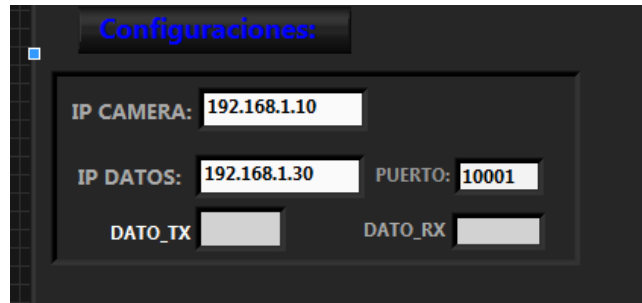 Configuraciones:
IP CAMERA: 192.168.1.10
IP DATOS: 192.168.1.30 PUERTO: 10001
DATO_TX DATO_RX